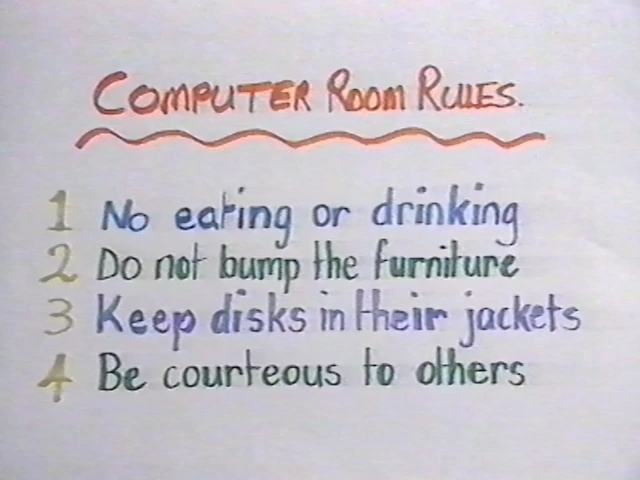 COMPUTER ROOM RULES.
1 No eating or drinking
2 Do not bump the furniture
3 Keep disks in their jackets
4 Be courteous to others